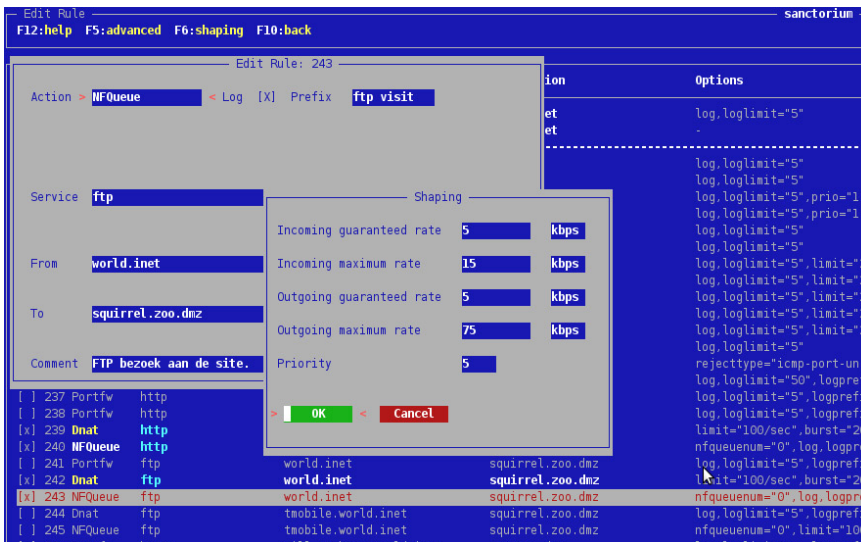 Edit Rule sanctorium
F12:help F5:advanced F6:shaping F10:back
Edit Rule: 243
Action > NFQueue < Log [X] Prefix ftp visit
Service ftp
From world.inet
To squirrel.zoo.dmz
Comment FTP bezoek aan de site.
Shaping
Incoming guaranteed rate 5 kbps
Incoming maximum rate 15 kbps
Outgoing guaranteed rate 5 kbps
Outgoing maximum rate 75 kbps
Priority 5
> OK < Cancel
ion Options
et log,loglimit="5"
et -
log,loglimit="5"
log,loglimit="5"
log,loglimit="5",prio="1
log,loglimit="5",prio="1
log,loglimit="5"
log,loglimit="5"
log,loglimit="5",limit="
log,loglimit="5",limit="
log,loglimit="5",limit="
log,loglimit="5",limit="
log,loglimit="5",limit="
log,loglimit="5"
rejecttype="icmp-port-un
log,loglimit="50",logpre
[ ] 237 Portfw http log,loglimit="5",logpref
[ ] 238 Portfw http log,loglimit="5",logpref
[x] 239 Dnat http limit="100/sec",burst="20
[x] 240 NFQueue http nfqueuenum="0",log,logpr
[ ] 241 Portfw ftp world.inet squirrel.zoo.dmz log,loglimit="5",logpref
[x] 242 Dnat ftp world.inet squirrel.zoo.dmz limit="100/sec",burst="20
[x] 243 NFQueue ftp world.inet squirrel.zoo.dmz nfqueuenum="0",log,logpr
[ ] 244 Dnat ftp tmobile.world.inet squirrel.zoo.dmz log,loglimit="5",logpref
[ ] 245 NFQueue ftp tmobile.world.inet squirrel.zoo.dmz nfqueuenum="0",limit="10